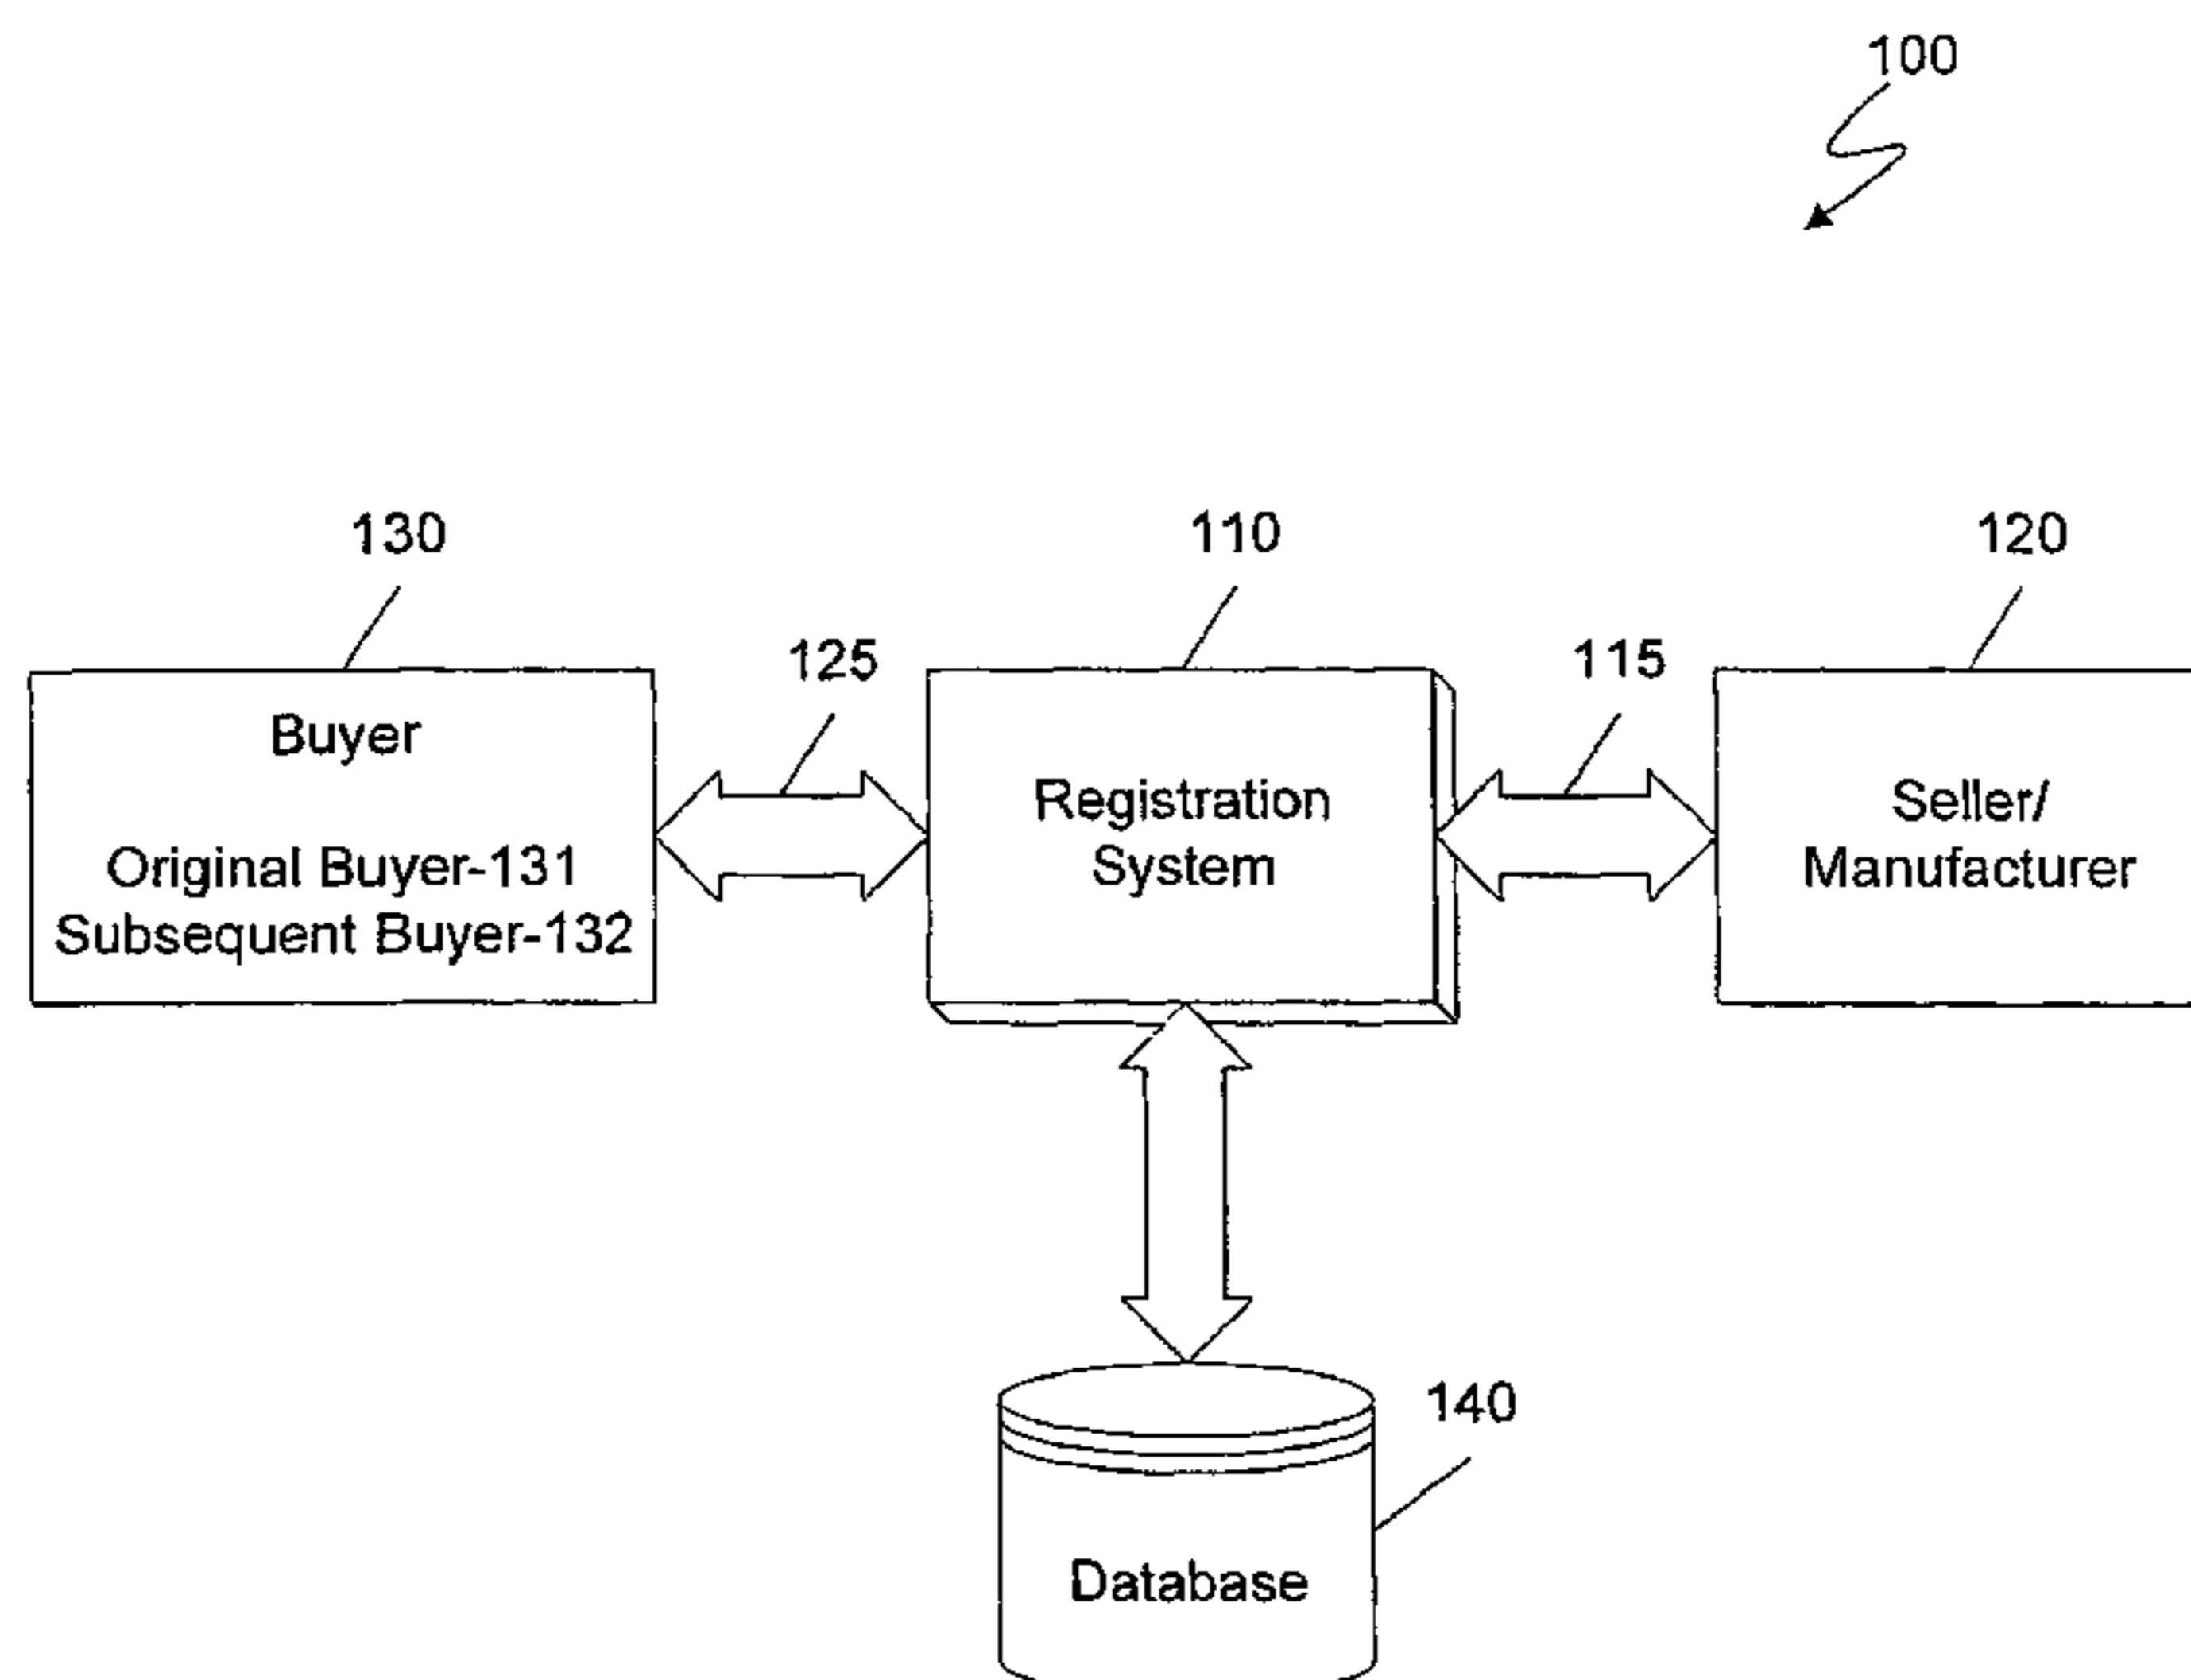 100
130
110
120
125
115
Buyer
Original Buyer-131
Subsequent Buyer-132
Registration
System
Seller/
Manufacturer
140
Database